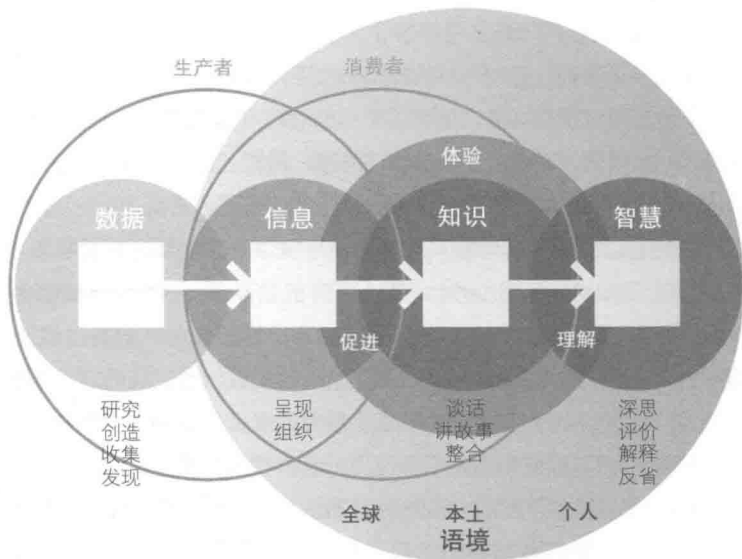 生产者
消费者
体验
数据
信息
知识
智慧
促进
理解
研究
创造
收集
发现
呈现
组织
谈话
讲故事
整合
深思
评价
解释
反省
全球
本土
个人
语境